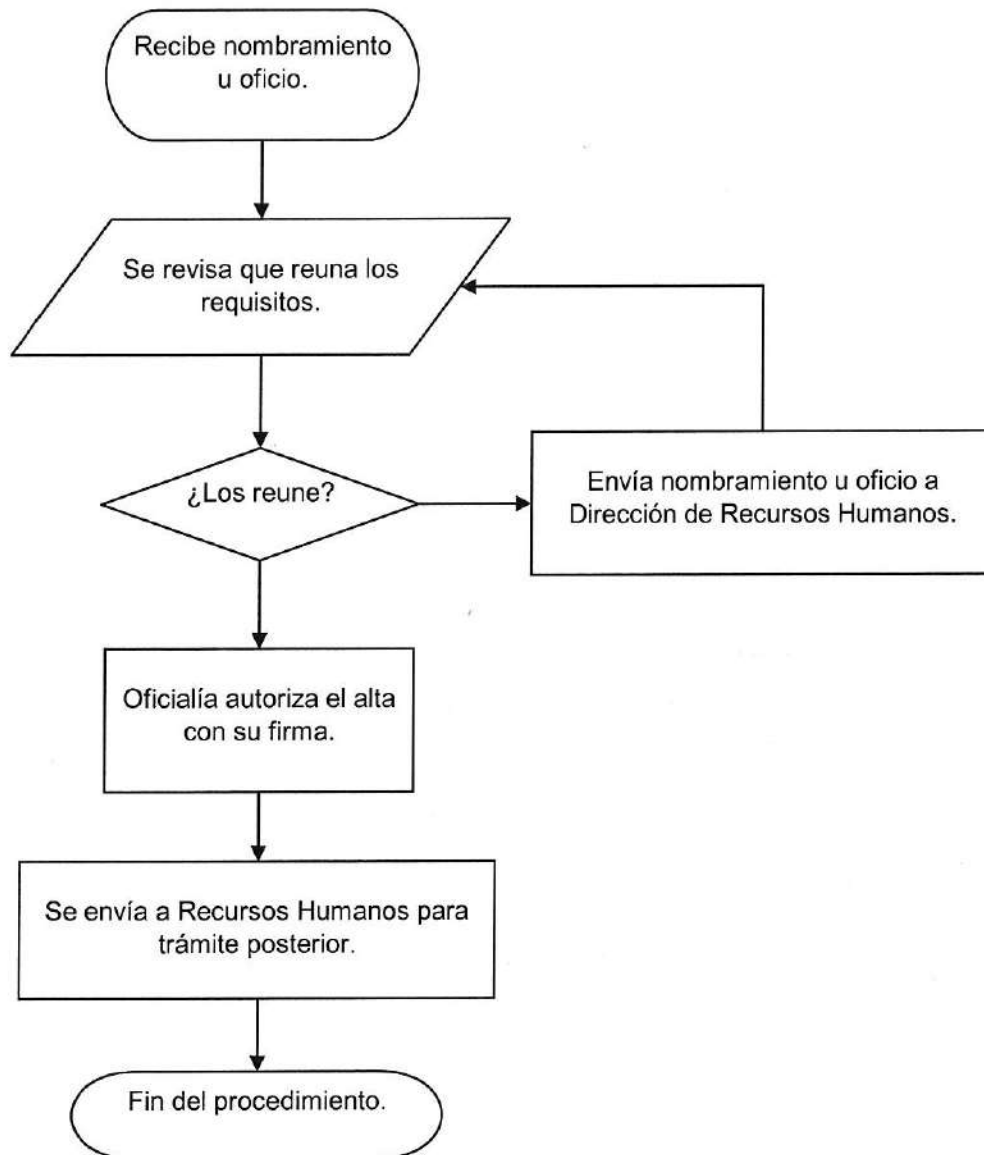 Recibe nombramiento
u oficio.
Se revisa que reuna los
requisitos.
¿Los reune?
Envía nombramiento u oficio a
Dirección de Recursos Humanos.
Oficialía autoriza el alta
con su firma.
Se envía a Recursos Humanos para
trámite posterior.
Fin del procedimiento.